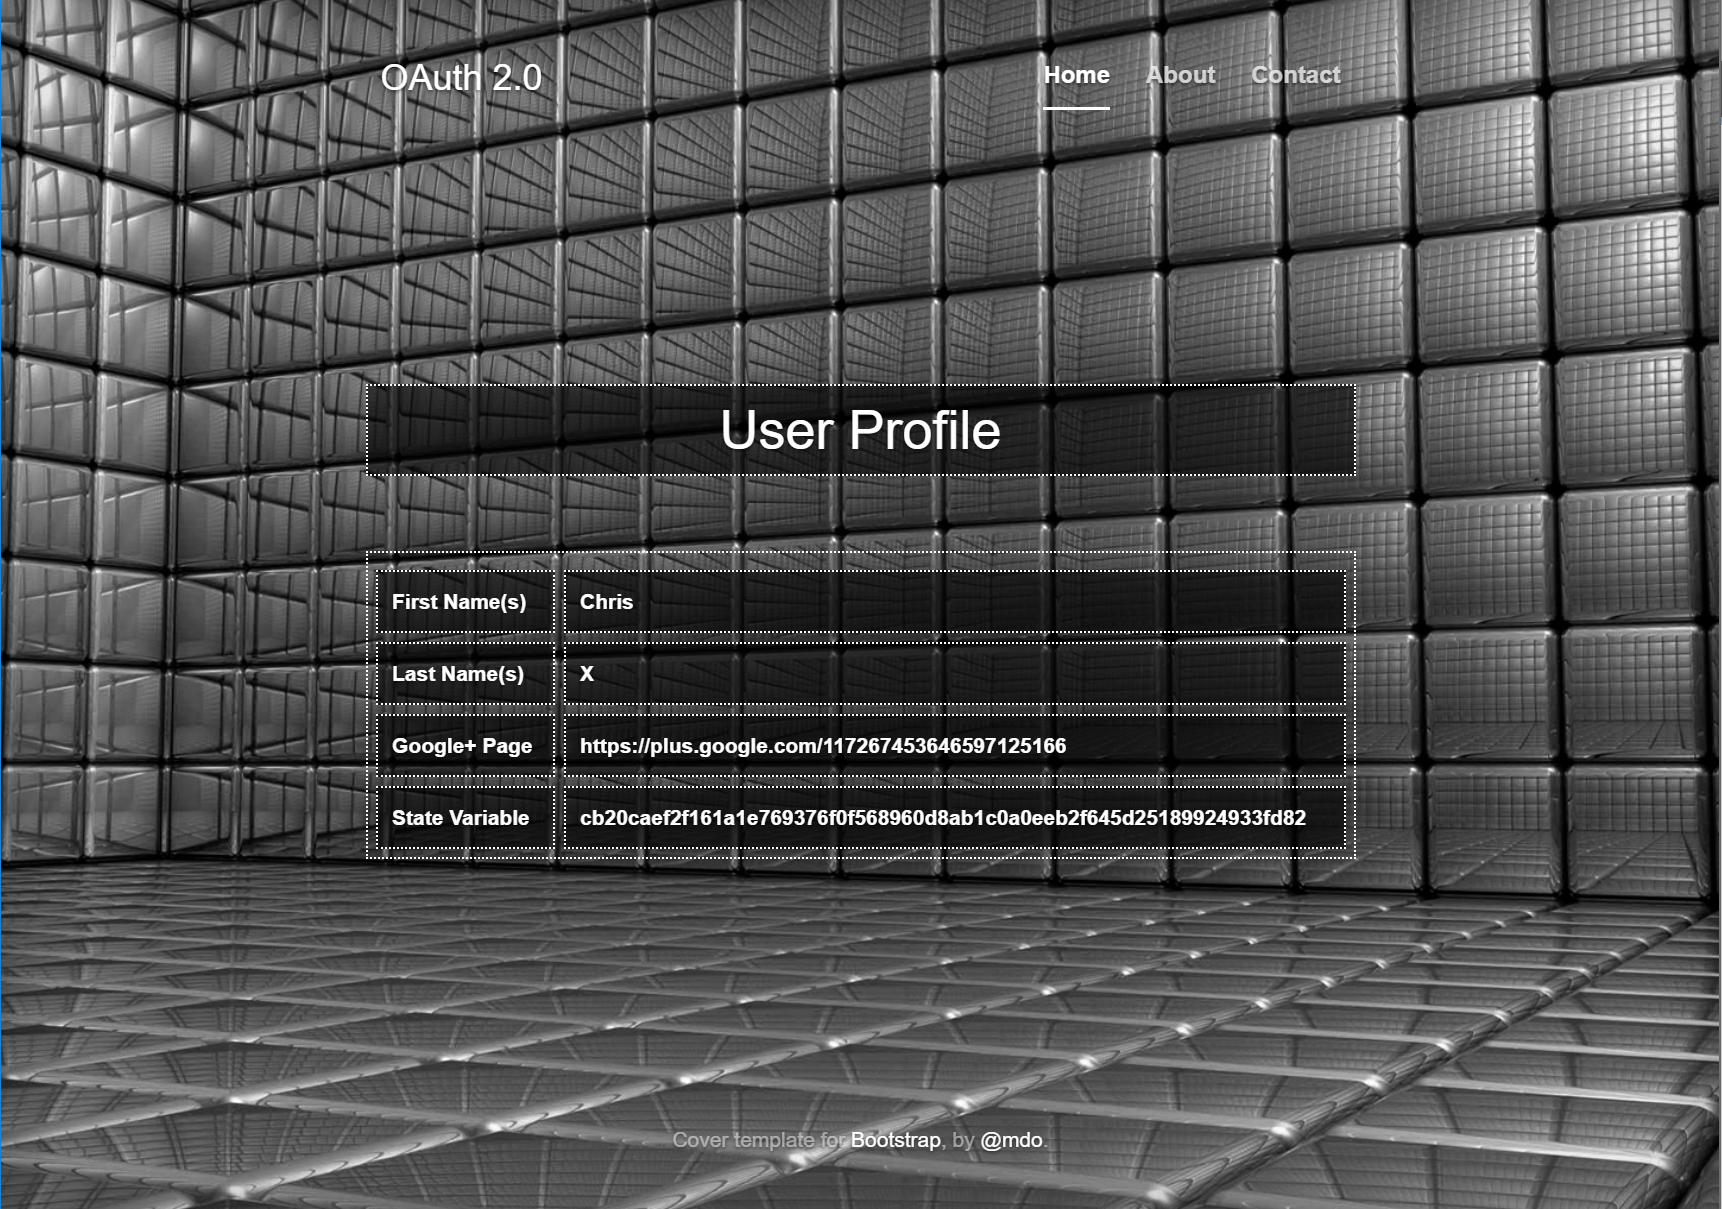 OAuth 2.0
Home About Contact
User Profile
First Name(s) Chris
Last Name(s) X
Google+ Page https://plus.google.com/117267453646597125166
State Variable cb20caef2f161a1e769376f0f568960d8ab1c0a0eeb2f645d25189924933fd82
Cover template for Bootstrap, by @mdo.